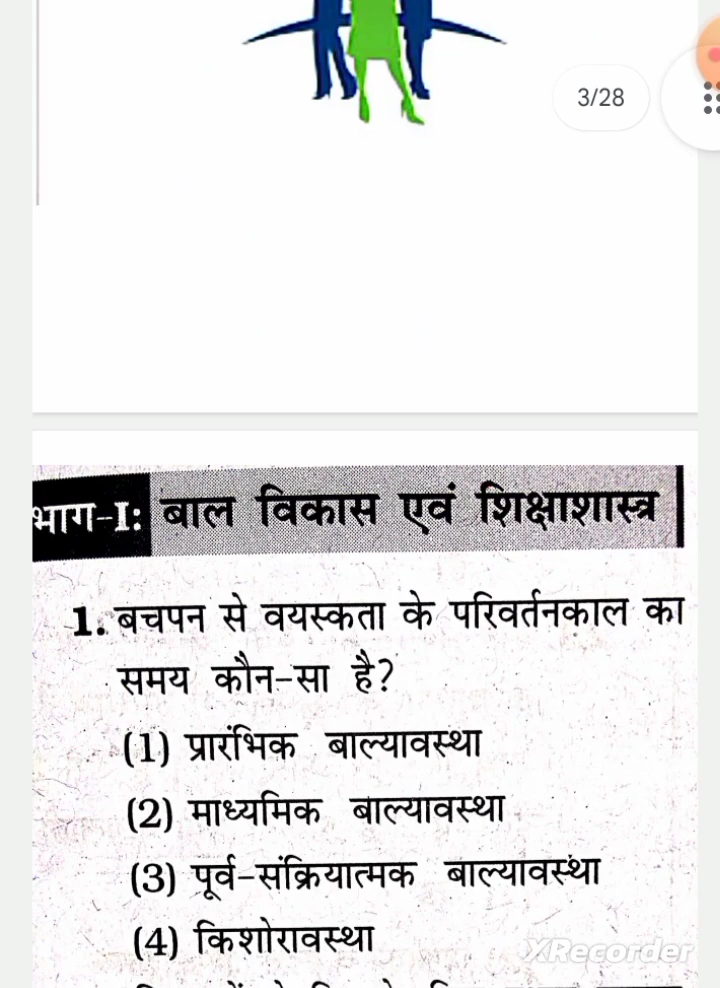 3/28
भाग-I: बाल विकास एवं शिक्षाशास्त्र
1. बचपन से वयस्कता के परिवर्तनकाल का
समय कौन-सा है?
(1) प्रारंभिक बाल्यावस्था
(2) माध्यमिक बाल्यावस्था
(3) पूर्व-संक्रियात्मक बाल्यावस्था
(4) किशोरावस्था
XRecorder